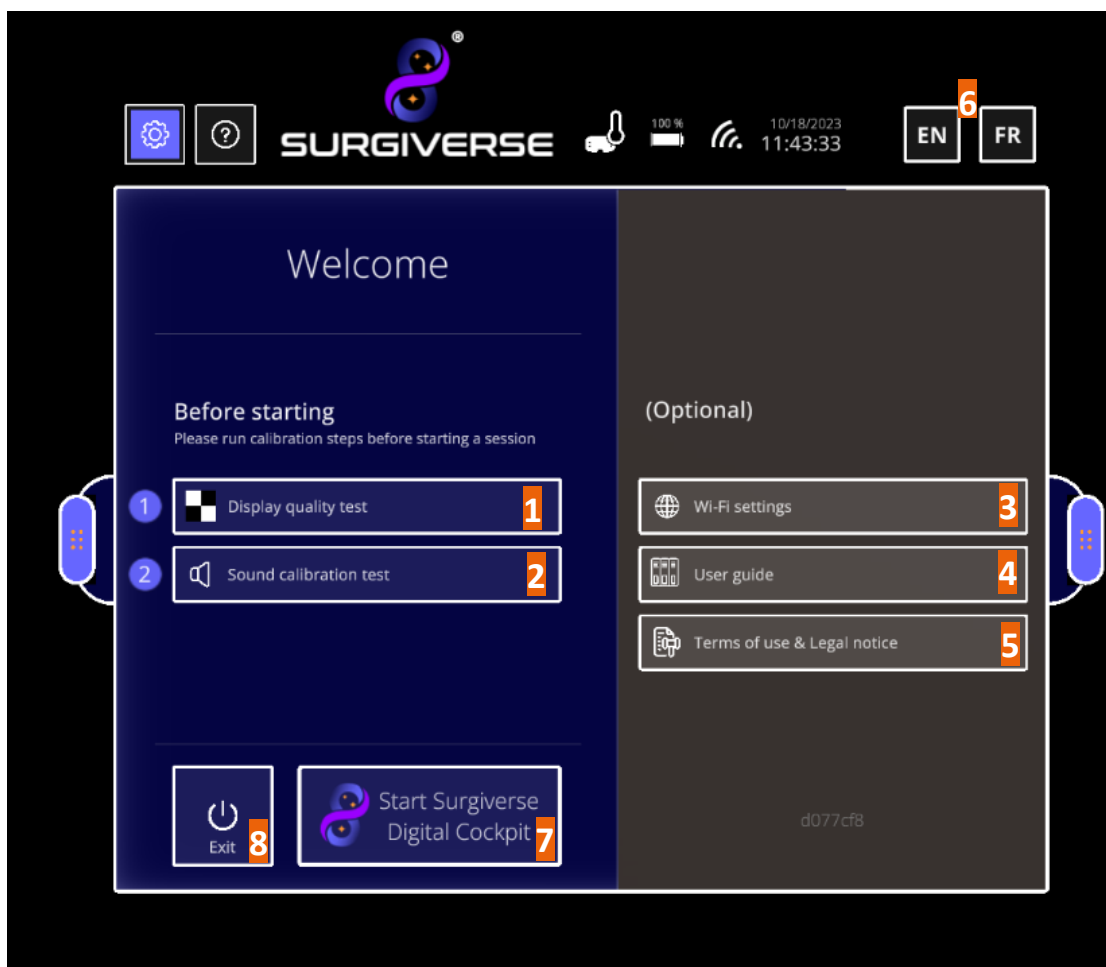 ®
SURGIVERSE
100 %
10/18/2023
11:43:33
6
EN
FR
Welcome
Before starting
Please run calibration steps before starting a session
(Optional)
1 Display quality test 1
2 Sound calibration test 2
Wi-Fi settings 3
User guide 4
Terms of use & Legal notice 5
Exit 8
Start Surgiverse
Digital Cockpit 7
d077cf8